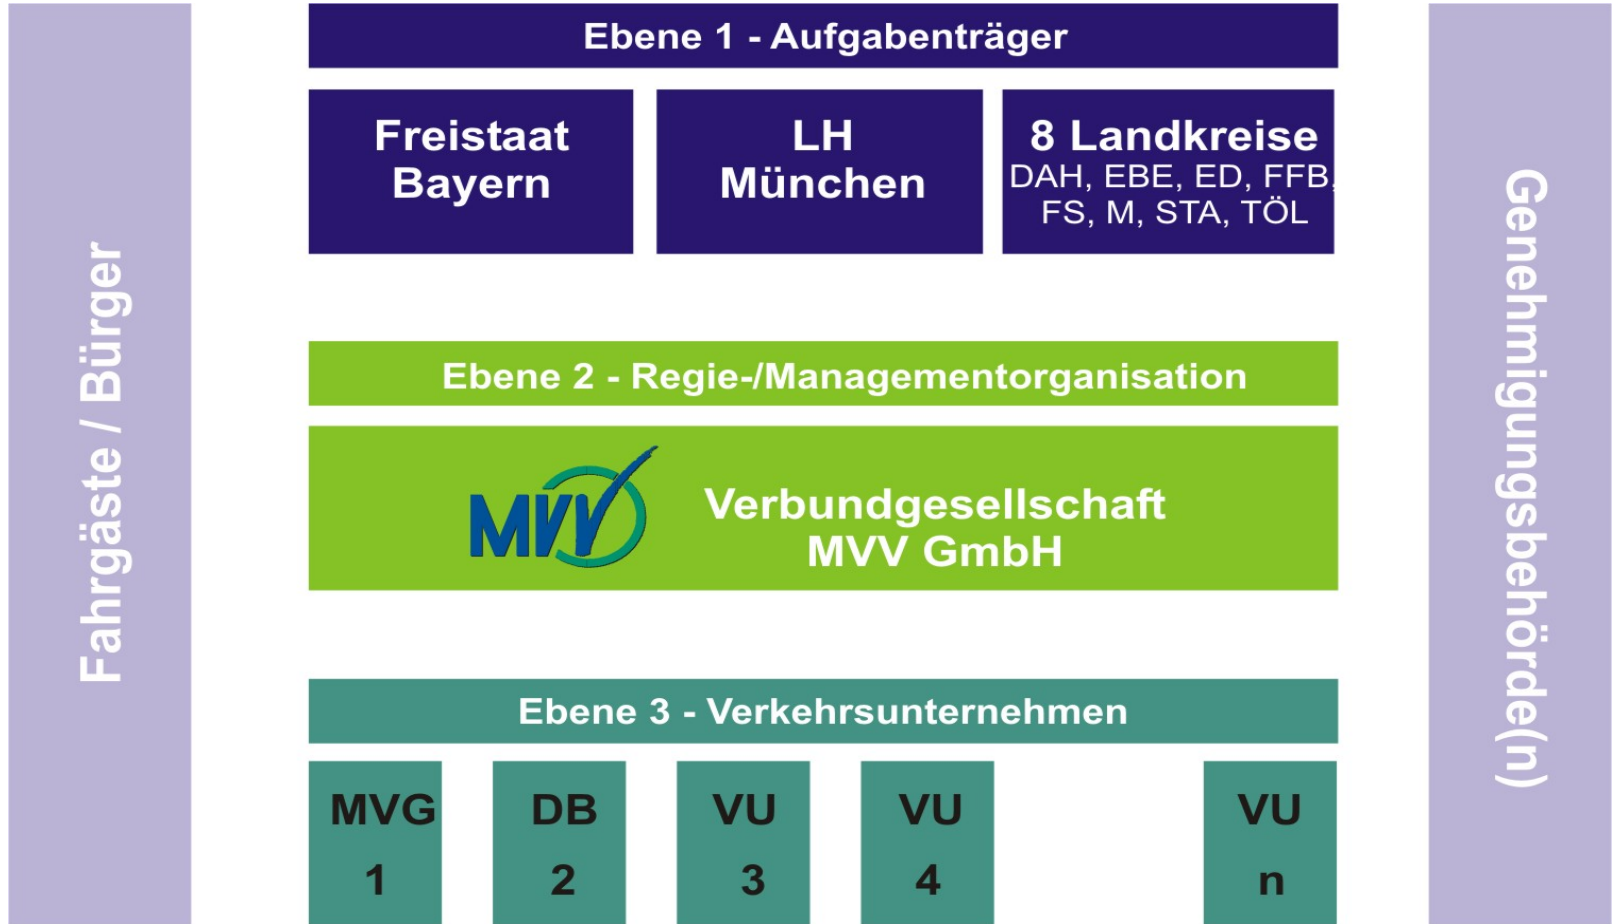 Fahrgäste / Bürger
Ebene 1 - Aufgabenträger
Freistaat
Bayern
LH
München
8 Landkreise
DAH, EBE, ED, FFB,
FS, M, STA, TÖL
Ebene 2 - Regie-/Managementorganisation
MVV
Verbundgesellschaft
MVV GmbH
Ebene 3 - Verkehrsunternehmen
MVG
1
DB
2
VU
3
VU
4
VU
n
Genehmigungsbehörde(n)